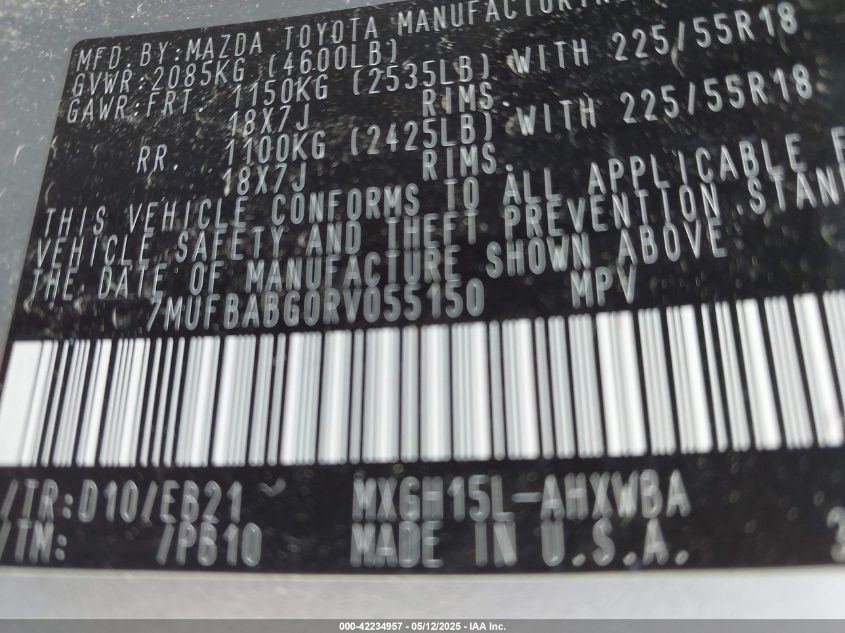 MFD.BY:MAZDA TOYOTA MANUFACTURING
GVWR:2085KG (4600LB)
GAWR:FRT. 1150KG (2535LB) WITH 225/55R18
18X7J RIMS.
RR. 1100KG (2425LB) WITH 225/55R18
18X7J RIMS.
THIS VEHICLE CONFORMS TO ALL APPLICABLE F
VEHICLE SAFETY AND THEFT PREVENTION STAN
THE DATE OF MANUFACTURE SHOWN ABOVE.
7MUFBABG0RV055150 MPV
/TR:D10/EB21 MXGH15L-AHXWBA
/TM: /PB10 MADE IN U.S.A.
000-42234957 - 05/12/2025 - IAA Inc.